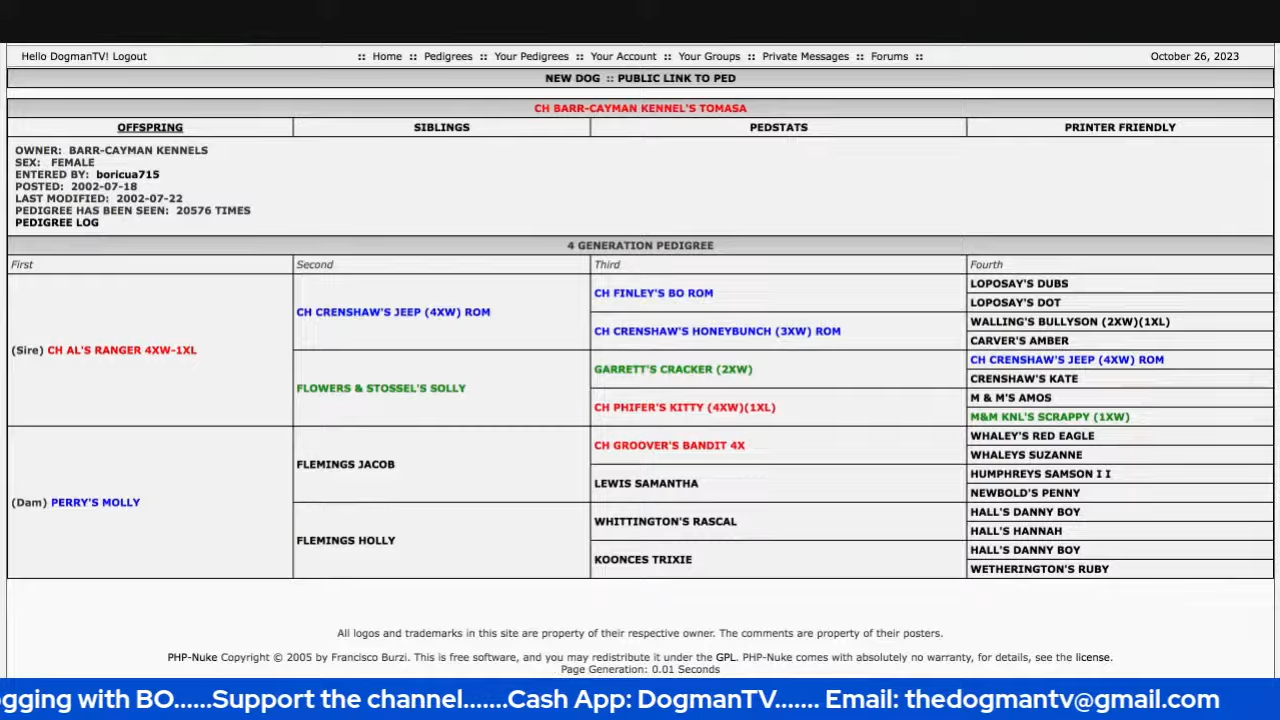 Hello DogmanTV! Logout :: Home :: Pedigrees :: Your Pedigrees :: Your Account :: Your Groups :: Private Messages :: Forums :: October 26, 2023
NEW DOG :: PUBLIC LINK TO PED
CH BARR-CAYMAN KENNEL'S TOMASA
OFFSPRING SIBLINGS PEDSTATS PRINTER FRIENDLY
OWNER: BARR-CAYMAN KENNELS
SEX: FEMALE
ENTERED BY: boricua715
POSTED: 2002-07-18
LAST MODIFIED: 2002-07-22
PEDIGREE HAS BEEN SEEN: 20576 TIMES
PEDIGREE LOG
4 GENERATION PEDIGREE
First Second Third Fourth
(Sire) CH AL'S RANGER 4XW-1XL
(Dam) PERRY'S MOLLY
CH CRENSHAW'S JEEP (4XW) ROM
FLOWERS & STOSSEL'S SOLLY
FLEMINGS JACOB
FLEMINGS HOLLY
CH FINLEY'S BO ROM
CH CRENSHAW'S HONEYBUNCH (3XW) ROM
GARRETT'S CRACKER (2XW)
CH PHIFER'S KITTY (4XW)(1XL)
CH GROOVER'S BANDIT 4X
LEWIS SAMANTHA
WHITTINGTON'S RASCAL
KOONCES TRIXIE
LOPOSAY'S DUBS
LOPOSAY'S DOT
WALLING'S BULLYSON (2XW)(1XL)
CARVER'S AMBER
CH CRENSHAW'S JEEP (4XW) ROM
CRENSHAW'S KATE
M & M'S AMOS
M&M KNL'S SCRAPPY (1XW)
WHALEY'S RED EAGLE
WHALEYS SUZANNE
HUMPHREYS SAMSON I I
NEWBOLD'S PENNY
HALL'S DANNY BOY
HALL'S HANNAH
HALL'S DANNY BOY
WETHERINGTON'S RUBY
All logos and trademarks in this site are property of their respective owner. The comments are property of their posters.
PHP-Nuke Copyright © 2005 by Francisco Burzi. This is free software, and you may redistribute it under the GPL. PHP-Nuke comes with absolutely no warranty, for details, see the license.
Page Generation: 0.01 Seconds
ogging with BO......Support the channel.......Cash App: DogmanTV....... Email: thedogmantv@gmail.com